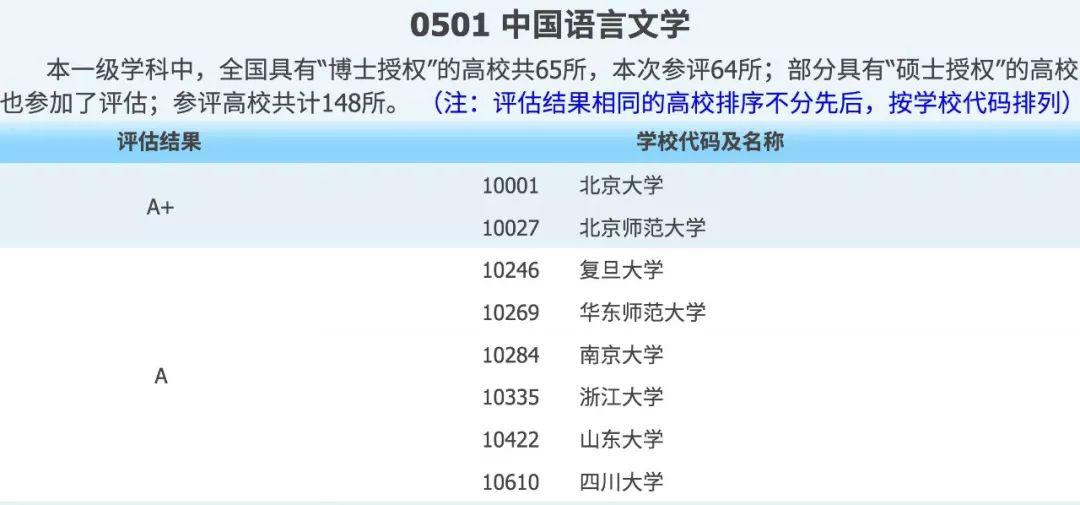 0501 中国语言文学
本一级学科中，全国具有“博士授权”的高校共65所，本次参评64所；部分具有“硕士授权”的高校
也参加了评估；参评高校共计148所。（注：评估结果相同的高校排序不分先后，按学校代码排列）
评估结果 学校代码及名称
A+
10001 北京大学
10027 北京师范大学
A
10246 复旦大学
10269 华东师范大学
10284 南京大学
10335 浙江大学
10422 山东大学
10610 四川大学